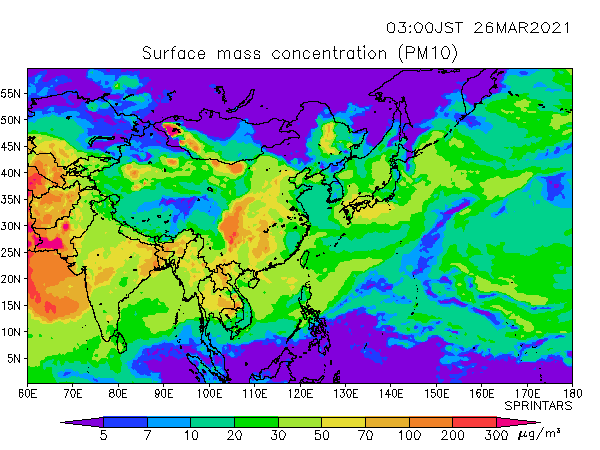 03:00JST 26MAR2021
Surface mass concentration (PM10)
55N
50N
45N
40N
35N
30N
25N
20N
15N
10N
5N
60E 70E 80E 90E 100E 110E 120E 130E 140E 150E 160E 170E 180
SPRINTARS
5 7 10 20 30 50 70 100 200 300 μg/m³